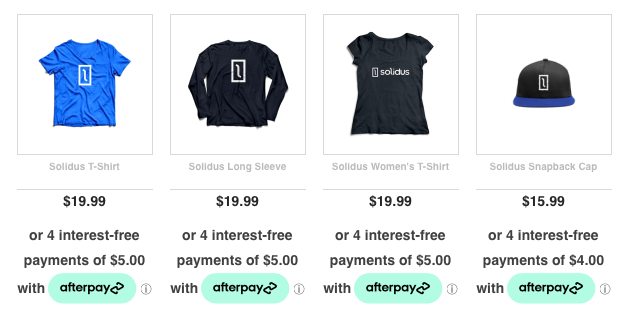 solidus
Solidus T-Shirt
$19.99
or 4 interest-free
payments of $5.00
with afterpay
Solidus Long Sleeve
$19.99
or 4 interest-free
payments of $5.00
with afterpay
Solidus Women's T-Shirt
$19.99
or 4 interest-free
payments of $5.00
with afterpay
Solidus Snapback Cap
$15.99
or 4 interest-free
payments of $4.00
with afterpay